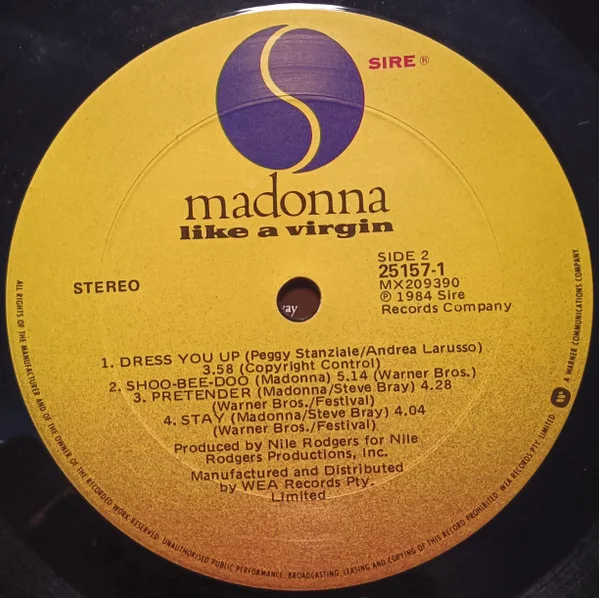 SIRE ®
madonna
like a virgin
STEREO
SIDE 2
25157-1
MX209390
℗ 1984 Sire
Records Company
1. DRESS YOU UP (Peggy Stanziale/Andrea Larusso)
3.58 (Copyright Control)
2. SHOO-BEE-DOO (Madonna) 5.14 (Warner Bros.)
3. PRETENDER (Madonna/Steve Bray) 4.28
(Warner Bros./Festival)
4. STAY (Madonna/Steve Bray) 4.04
(Warner Bros./Festival)
Produced by Nile Rodgers for Nile
Rodgers Productions, Inc.
Manufactured and Distributed
by WEA Records Pty.
Limited
ALL RIGHTS OF THE MANUFACTURER AND OF THE OWNER OF THE RECORDED WORK RESERVED. UNAUTHORISED PUBLIC PERFORMANCE, BROADCASTING, LEASING AND COPYING OF THIS RECORD PROHIBITED. WEA RECORDS PTY. LIMITED
A WARNER COMMUNICATIONS COMPANY